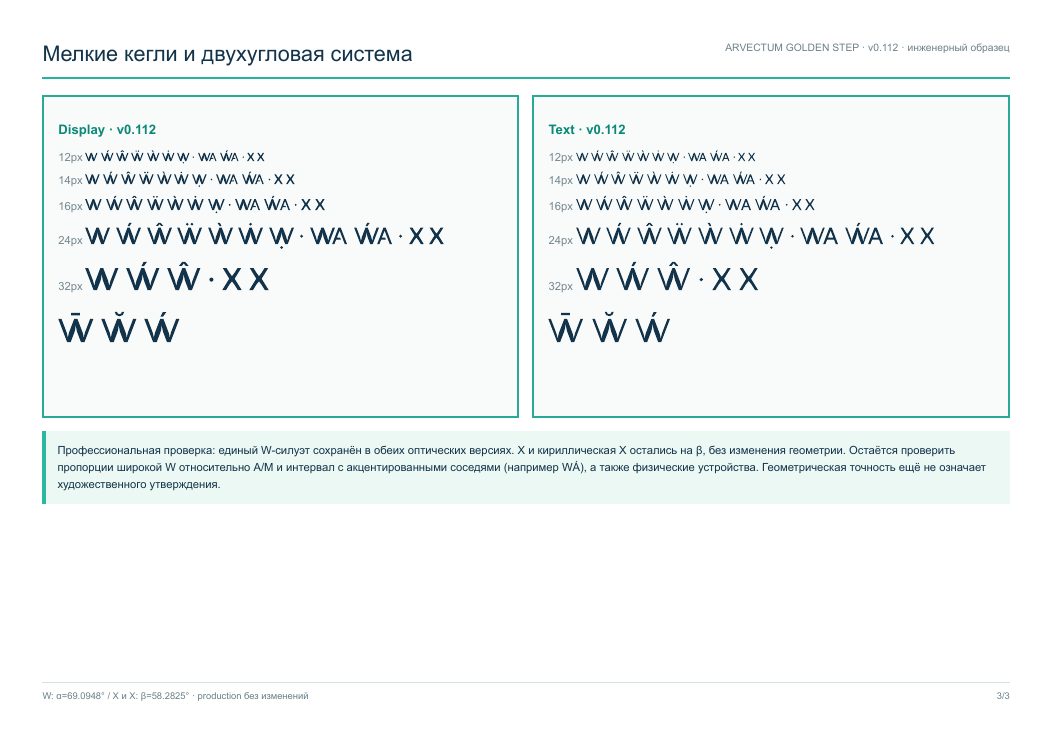 Мелкие кегли и двухугловая система
ARVECTUM GOLDEN STEP · v0.112 · инженерный образец
Display · v0.112
12px W Ẃ Ŵ Ẅ Ẁ Ẇ Ẉ · WA ẂA · X Х
14px W Ẃ Ŵ Ẅ Ẁ Ẇ Ẉ · WA ẂA · X Х
16px W Ẃ Ŵ Ẅ Ẁ Ẇ Ẉ · WA ẂA · X Х
24px W Ẃ Ŵ Ẅ Ẁ Ẇ Ẉ · WA ẂA · X Х
32px W Ẃ Ŵ · X Х
W̄ W̆ Ẃ
Text · v0.112
12px W Ẃ Ŵ Ẅ Ẁ Ẇ Ẉ · WA ẂA · X Х
14px W Ẃ Ŵ Ẅ Ẁ Ẇ Ẉ · WA ẂA · X Х
16px W Ẃ Ŵ Ẅ Ẁ Ẇ Ẉ · WA ẂA · X Х
24px W Ẃ Ŵ Ẅ Ẁ Ẇ Ẉ · WA ẂA · X Х
32px W Ẃ Ŵ · X Х
W̄ W̆ Ẃ
Профессиональная проверка: единый W-силуэт сохранён в обеих оптических версиях. X и кириллическая Х остались на β, без изменения геометрии. Остаётся проверить
пропорции широкой W относительно A/M и интервал с акцентированными соседями (например WÁ), а также физические устройства. Геометрическая точность ещё не означает
художественного утверждения.
W: α=69.0948° / X и Х: β=58.2825° · production без изменений
3/3